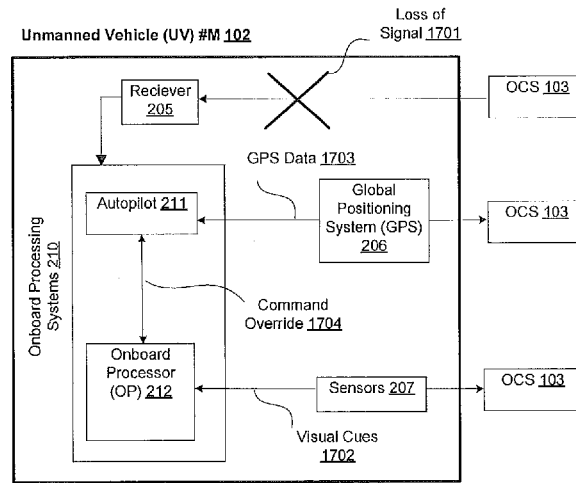 Unmanned Vehicle (UV) #M 102
Loss of
Signal 1701
Reciever
205
OCS 103
GPS Data 1703
Onboard Processing
Systems 210
Autopilot 211
Global
Positioning
System (GPS)
206
OCS 103
Command
Override 1704
Onboard
Processor
(OP) 212
Sensors 207
OCS 103
Visual Cues
1702